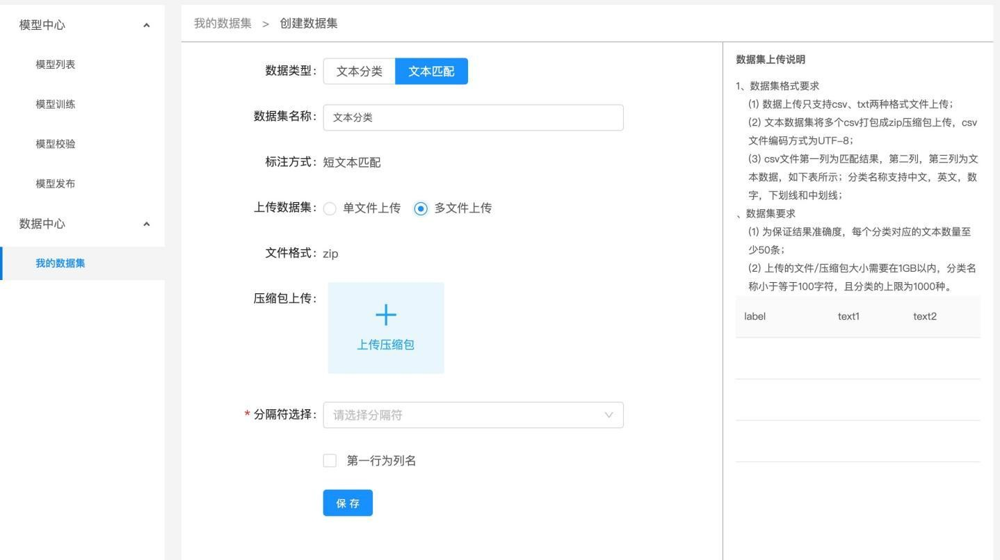 模型中心
模型列表
模型训练
模型校验
模型发布
数据中心
我的数据集
我的数据集 > 创建数据集
数据类型: 文本分类 文本匹配
数据集名称: 文本分类
标注方式: 短文本匹配
上传数据集: 单文件上传 多文件上传
文件格式: zip
压缩包上传:
上传压缩包
* 分隔符选择: 请选择分隔符
第一行为列名
保 存
数据集上传说明
1、数据集格式要求
(1) 数据上传只支持csv、txt两种格式文件上传；
(2) 文本数据集将多个csv打包成zip压缩包上传，csv
文件编码方式为UTF-8；
(3) csv文件第一列为匹配结果，第二列，第三列为文
本数据，如下表所示；分类名称支持中文，英文，数
字，下划线和中划线；
、数据集要求
(1) 为保证结果准确度，每个分类对应的文本数量至
少50条；
(2) 上传的文件/压缩包大小需要在1GB以内，分类名
称小于等于100字符，且分类的上限为1000种。
label text1 text2